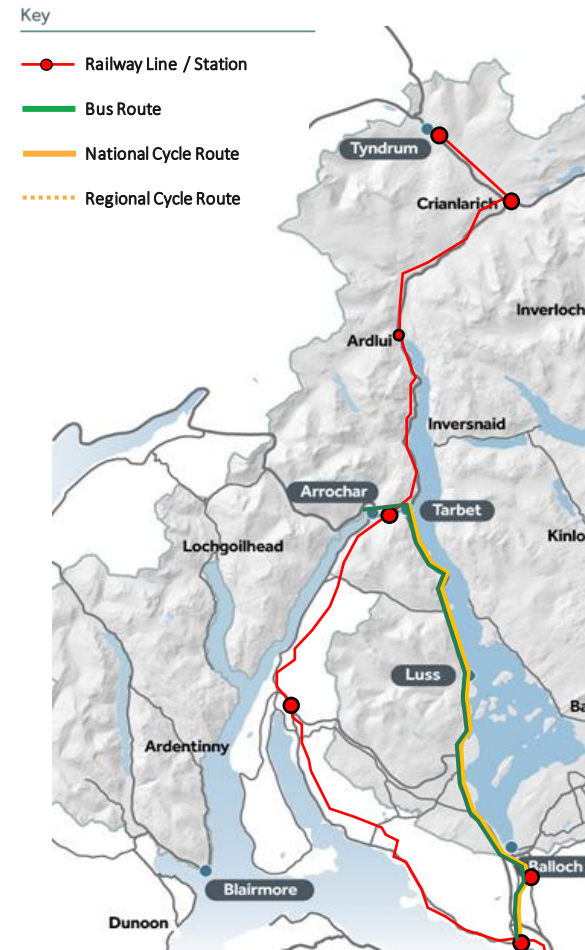 Key
Railway Line / Station
Bus Route
National Cycle Route
Regional Cycle Route
Tyndrum
Crianlarich
Inverloch
Ardlui
Inversnaid
Arrochar
Tarbet
Kinlo
Lochgoilhead
Luss
Ba
Ardentinny
Balloch
Blairmore
Dunoon